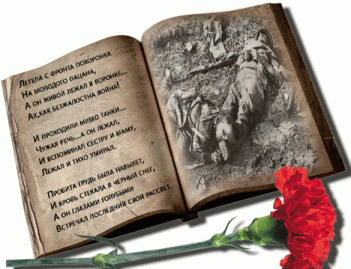 Летела с фронта похоронка
На молодого пацана,
А он живой лежал в воронке...
Ах,как безжалостна война!
И проходили мимо танки...
Чужая речь...а он лежал,
И вспоминал сестру и маму,
Лежал и тихо умирал.
Пробита грудь была навылет,
И кровь стекала в черный снег,
А он глазами голубыми
Встречал последний свой рассвет.